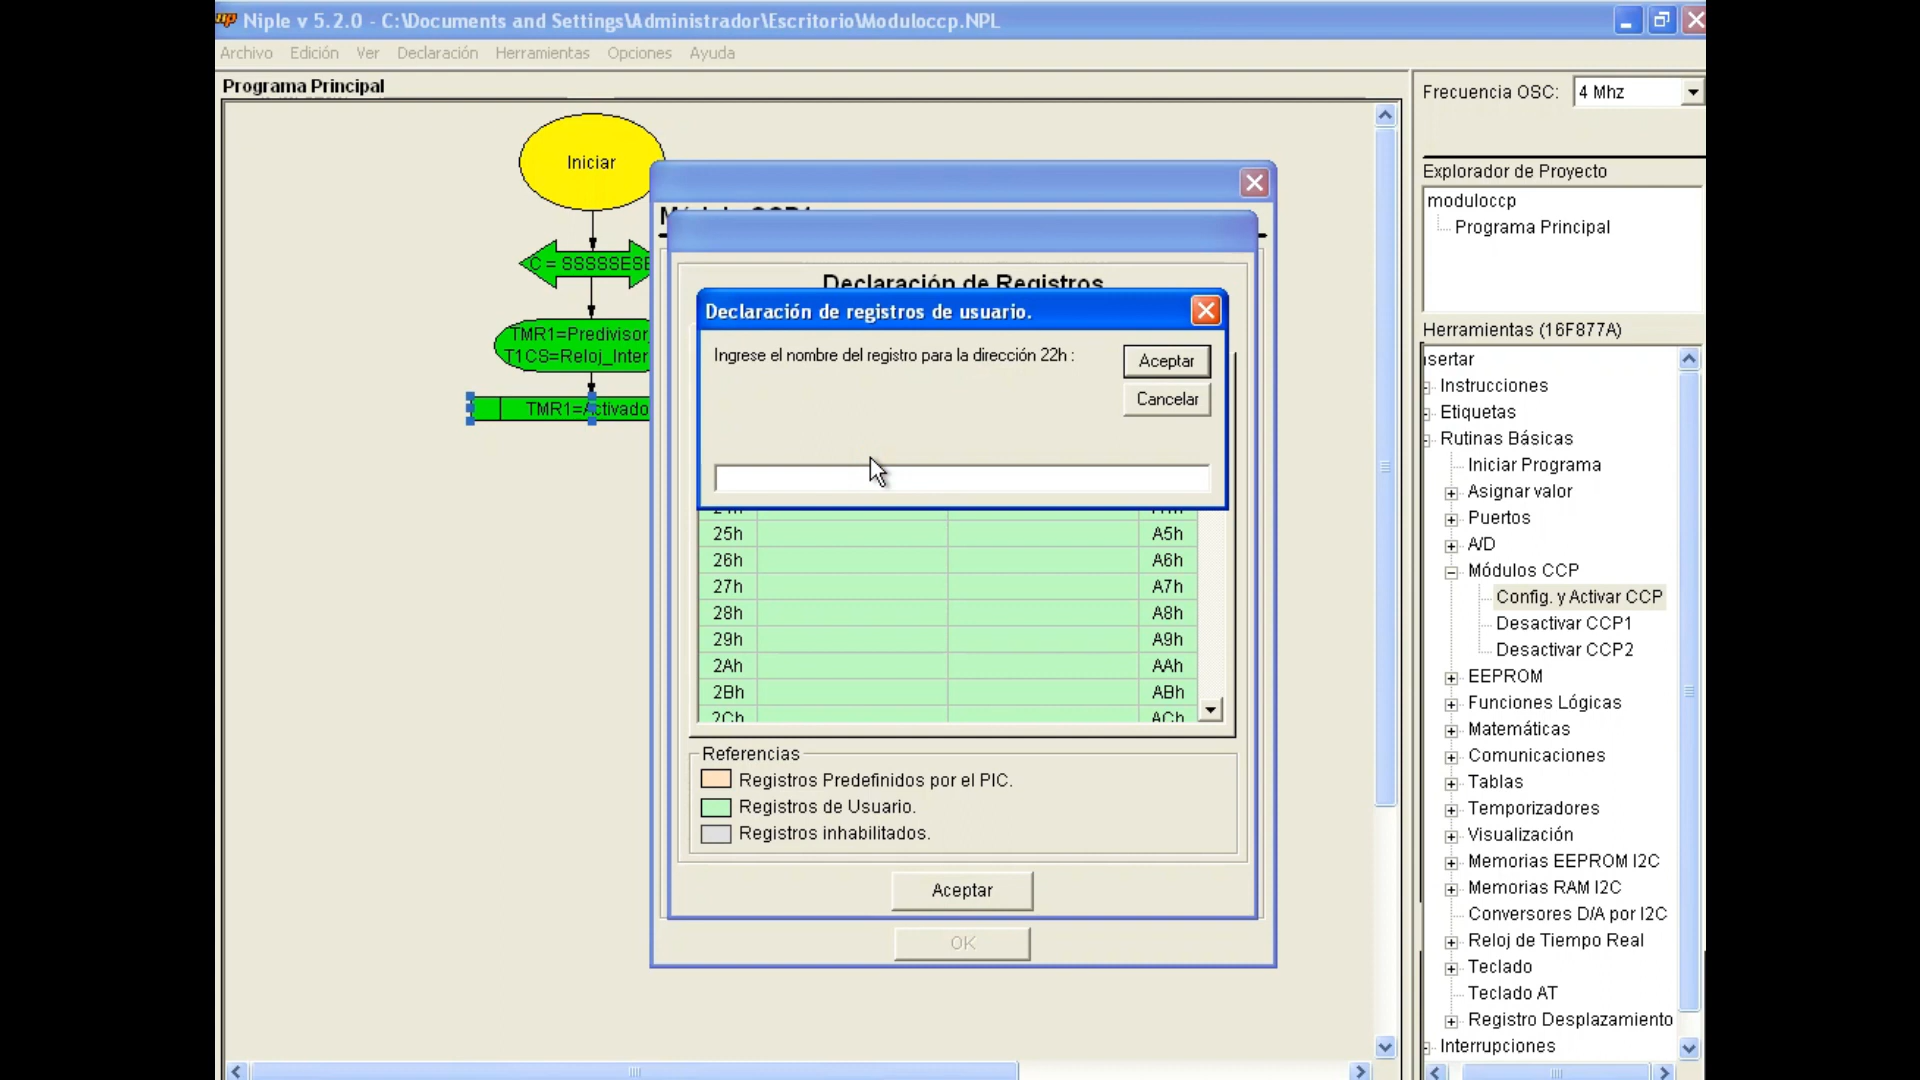 Niple v 5.2.0 - C:\Documents and Settings\Administrador\Escritorio\Moduloccp.NPL
Archivo Edición Ver Declaración Herramientas Opciones Ayuda
Programa Principal
Iniciar
C = SSSSSESE
TMR1=Predivisor
T1CS=Reloj_Inter
TMR1=Activado
Declaración de Registros
Declaración de registros de usuario.
Ingrese el nombre del registro para la dirección 22h :
Aceptar
Cancelar
25h A5h
26h A6h
27h A7h
28h A8h
29h A9h
2Ah AAh
2Bh ABh
2Ch ACh
Referencias
Registros Predefinidos por el PIC.
Registros de Usuario.
Registros inhabilitados.
Aceptar
OK
Frecuencia OSC: 4 Mhz
Explorador de Proyecto
moduloccp
Programa Principal
Herramientas (16F877A)
nsertar
Instrucciones
Etiquetas
Rutinas Básicas
Iniciar Programa
Asignar valor
Puertos
A/D
Módulos CCP
Config. y Activar CCP
Desactivar CCP1
Desactivar CCP2
EEPROM
Funciones Lógicas
Matemáticas
Comunicaciones
Tablas
Temporizadores
Visualización
Memorias EEPROM I2C
Memorias RAM I2C
Conversores D/A por I2C
Reloj de Tiempo Real
Teclado
Teclado AT
Registro Desplazamiento
Interrupciones